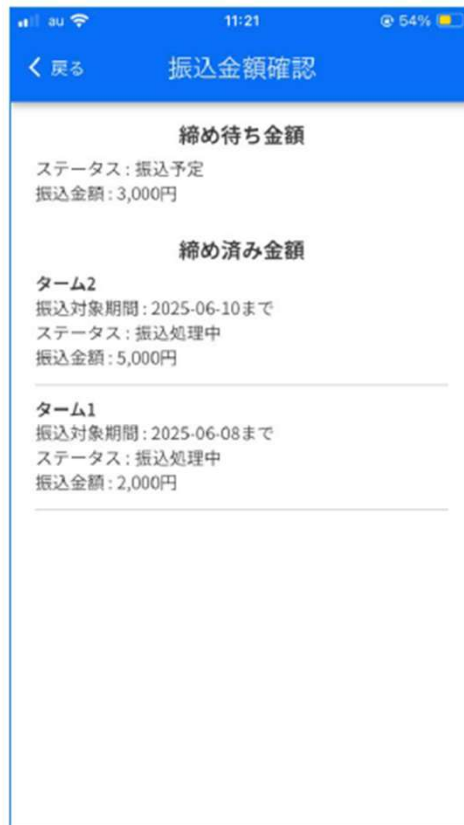 au 11:21 54%
戻る 振込金額確認
締め待ち金額
ステータス : 振込予定
振込金額 : 3,000円
締め済み金額
ターム2
振込対象期間 : 2025-06-10まで
ステータス : 振込処理中
振込金額 : 5,000円
ターム1
振込対象期間 : 2025-06-08まで
ステータス : 振込処理中
振込金額 : 2,000円